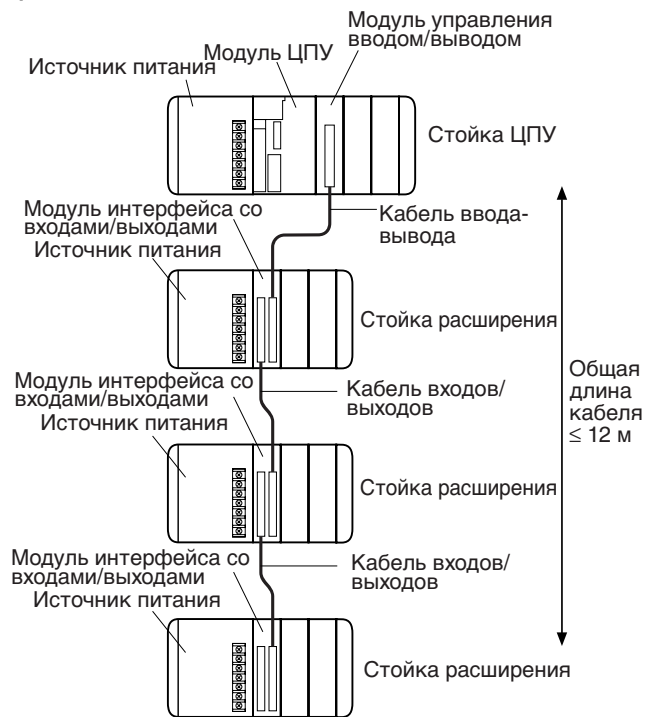 Модуль управления
вводом/выводом
Модуль ЦПУ
Источник питания
Стойка ЦПУ
Модуль интерфейса со
входами/выходами
Источник питания
Кабель ввода-
вывода
Стойка расширения
Модуль интерфейса со
входами/выходами
Источник питания
Кабель входов/
выходов
Общая
длина
кабеля
≤ 12 м
Стойка расширения
Модуль интерфейса со
входами/выходами
Источник питания
Кабель входов/
выходов
Стойка расширения